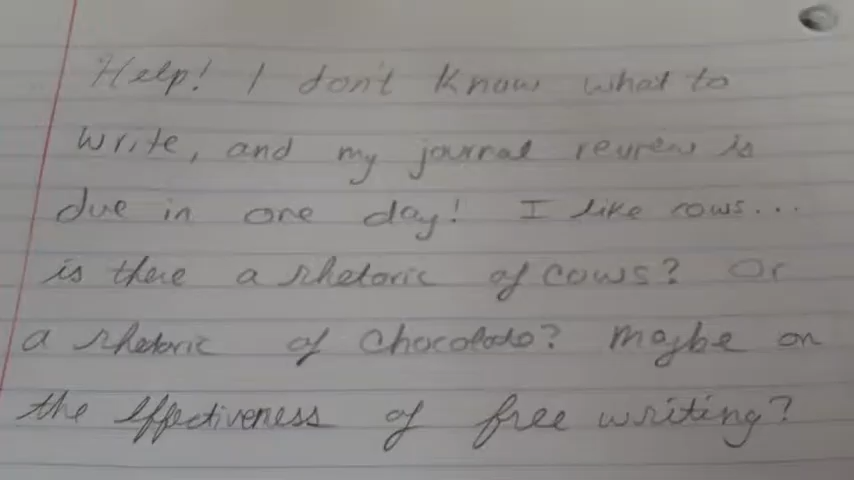 Help! I don't know what to
write, and my journal review is
due in one day! I like cows...
is there a rhetoric of cows? Or
a rhetoric of chocolate? Maybe on
the effectiveness of free writing?